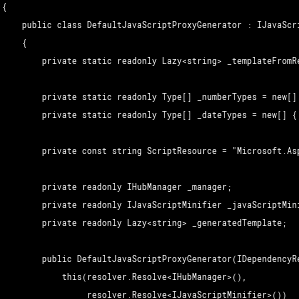 {
public class DefaultJavaScriptProxyGenerator : IJavaScri
{
private static readonly Lazy<string> _templateFromRe
private static readonly Type[] _numberTypes = new[]
private static readonly Type[] _dateTypes = new[] {
private const string ScriptResource = "Microsoft.Asp
private readonly IHubManager _manager;
private readonly IJavaScriptMinifier _javaScriptMini
private readonly Lazy<string> _generatedTemplate;
public DefaultJavaScriptProxyGenerator(IDependencyRe
this(resolver.Resolve<IHubManager>(),
resolver.Resolve<IJavaScriptMinifier>())